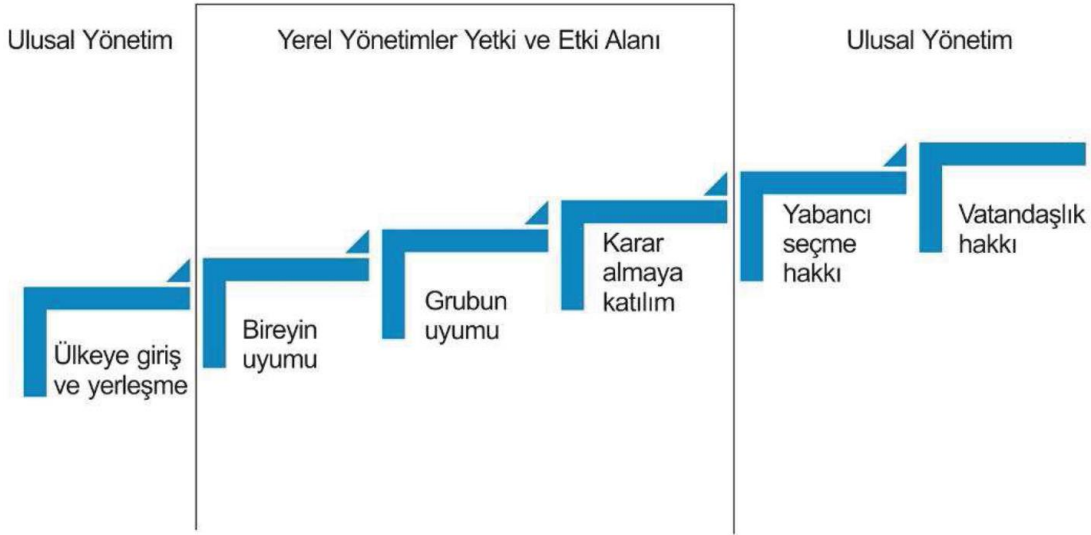 Ulusal Yönetim
Yerel Yönetimler Yetki ve Etki Alanı
Ulusal Yönetim
Ülkeye giriş
ve yerleşme
Bireyin
uyumu
Grubun
uyumu
Karar
almaya
katılım
Yabancı
seçme
hakkı
Vatandaşlık
hakkı